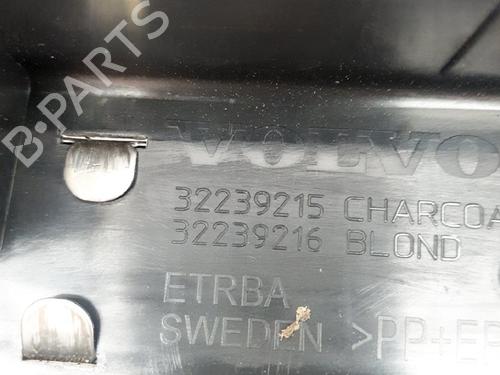 B-PARTS
VOLVO
32239215 CHARCOA
32239216 BLOND
ETRBA
SWEDEN >PP+E